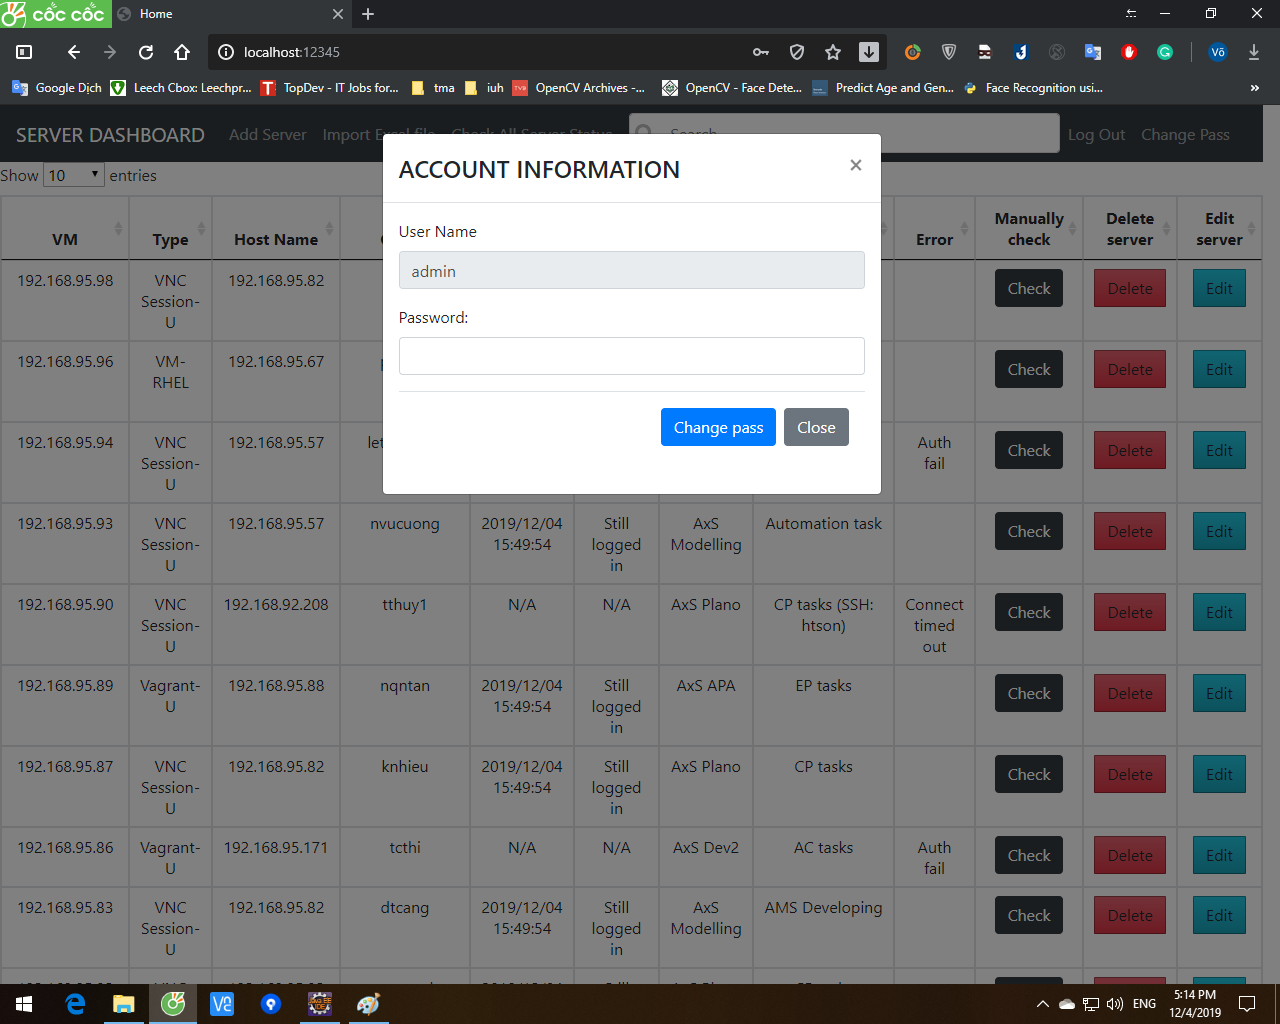 cốc cốc
Home
localhost:12345
Võ
Google Dịch
Leech Cbox: Leechpr...
TopDev - IT Jobs for...
tma
iuh
OpenCV Archives -...
OpenCV - Face Dete...
Predict Age and Gen...
Face Recognition usi...
SERVER DASHBOARD
Add Server
Import Excel file
Check All Server Status
Search
Log Out
Change Pass
Show 10 entries
ACCOUNT INFORMATION
×
User Name
admin
Password:
Change pass
Close
VM
Type
Host Name
Error
Manually check
Delete server
Edit server
192.168.95.98 VNC Session-U 192.168.95.82 Check Delete Edit
192.168.95.96 VM-RHEL 192.168.95.67 Check Delete Edit
192.168.95.94 VNC Session-U 192.168.95.57 Auth fail Check Delete Edit
192.168.95.93 VNC Session-U 192.168.95.57 nvucuong 2019/12/04 15:49:54 Still logged in AxS Modelling Automation task Check Delete Edit
192.168.95.90 VNC Session-U 192.168.92.208 tthuy1 N/A N/A AxS Plano CP tasks (SSH: htson) Connect timed out Check Delete Edit
192.168.95.89 Vagrant-U 192.168.95.88 nqntan 2019/12/04 15:49:54 Still logged in AxS APA EP tasks Check Delete Edit
192.168.95.87 VNC Session-U 192.168.95.82 knhieu 2019/12/04 15:49:54 Still logged in AxS Plano CP tasks Check Delete Edit
192.168.95.86 Vagrant-U 192.168.95.171 tcthi N/A N/A AxS Dev2 AC tasks Auth fail Check Delete Edit
192.168.95.83 VNC Session-U 192.168.95.82 dtcang 2019/12/04 15:49:54 Still logged in AxS Modelling AMS Developing Check Delete Edit
ENG
5:14 PM
12/4/2019